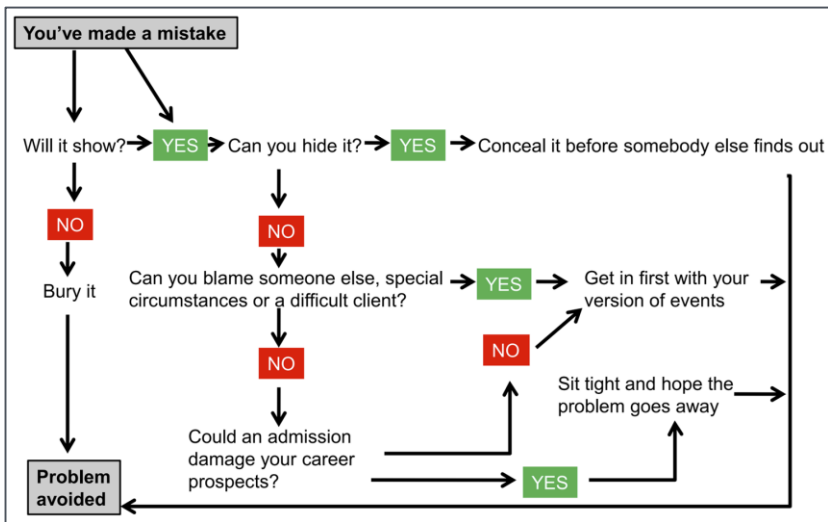 You've made a mistake
Will it show?
YES
Can you hide it?
YES
Conceal it before somebody else finds out
NO
NO
Bury it
Can you blame someone else, special
circumstances or a difficult client?
YES
Get in first with your
version of events
NO
NO
Sit tight and hope the
problem goes away
Could an admission
damage your career
prospects?
YES
Problem
avoided